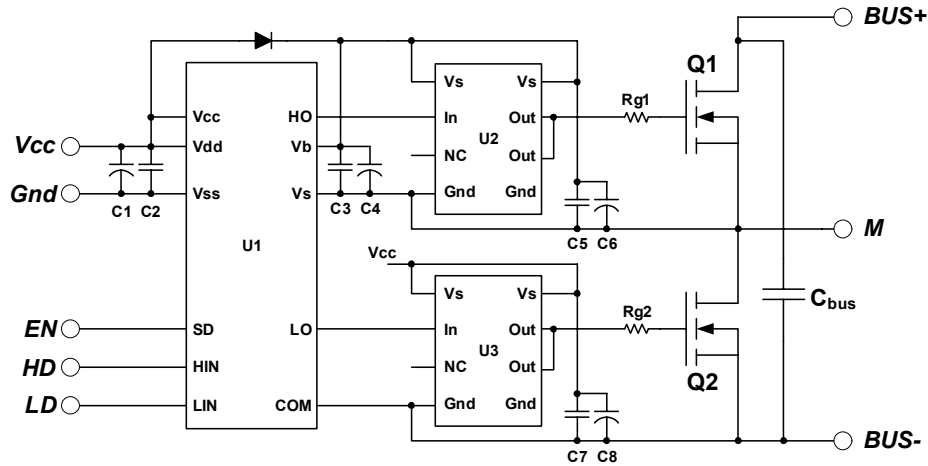 BUS+
Q1
Vs
Vs
Rg1
Vcc
HO
In
Out
U2
Vcc
Vdd
Vb
NC
Out
Gnd
Vss
Vs
Gnd
Gnd
C1
C2
C3
C4
M
C5
C6
U1
Vcc
Vs
Vs
Cbus
Rg2
EN
SD
LO
In
Out
U3
HD
HIN
NC
Out
Q2
LD
LIN
COM
Gnd
Gnd
BUS-
C7
C8